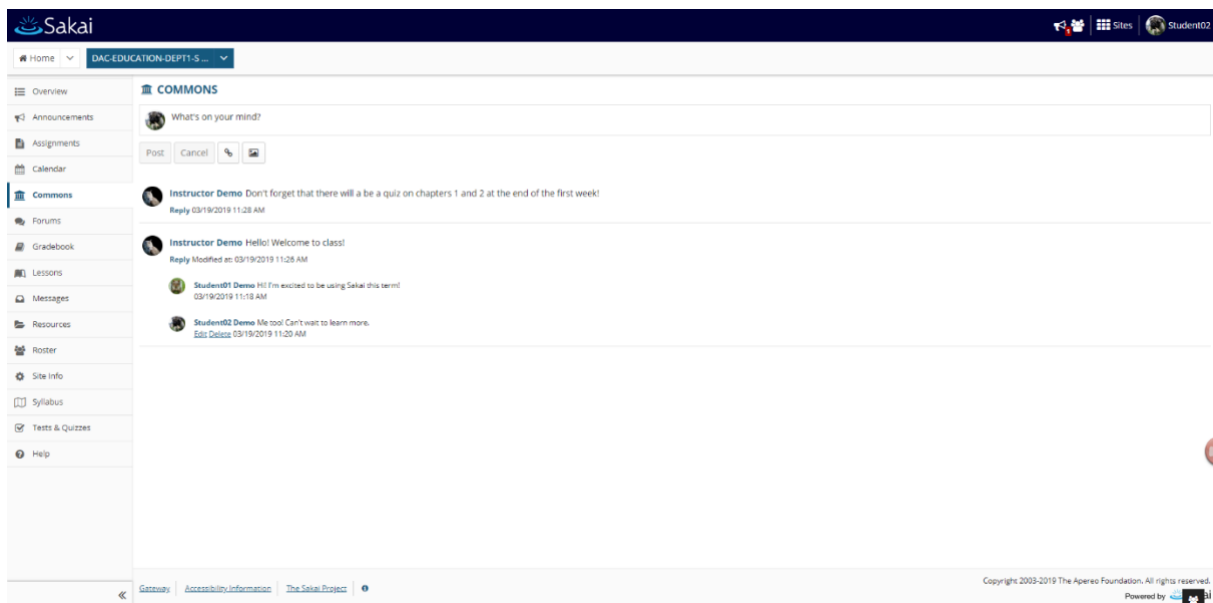 Sakai
1
Sites
Student02
Home
DAC-EDUCATION-DEPT1-S ...
Overview
Announcements
Assignments
Calendar
Commons
Forums
Gradebook
Lessons
Messages
Resources
Roster
Site Info
Syllabus
Tests & Quizzes
Help
COMMONS
What's on your mind?
Post Cancel
Instructor Demo Don't forget that there will a be a quiz on chapters 1 and 2 at the end of the first week!
Reply 03/19/2019 11:28 AM
Instructor Demo Hello! Welcome to class!
Reply Modified at: 03/19/2019 11:26 AM
Student01 Demo Hi! I'm excited to be using Sakai this term!
03/19/2019 11:18 AM
Student02 Demo Me too! Can't wait to learn more.
Edit Delete 03/19/2019 11:20 AM
Gateway Accessibility Information The Sakai Project
Copyright 2003-2019 The Apereo Foundation. All rights reserved.
Powered by